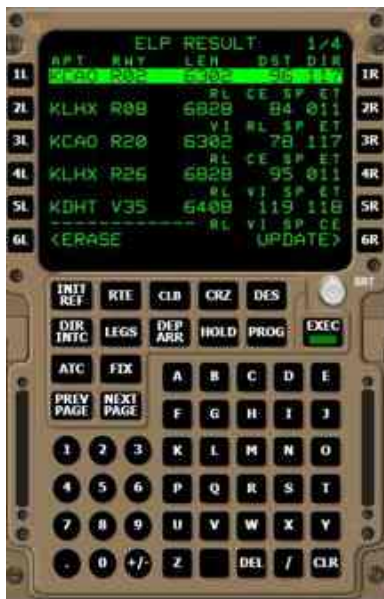 ELP RESULT 1/4
APT RWY LEN DST DIR
1L KCAO R02 6302 96 117 1R
RL CE SP ET
2L KLHX R08 6828 84 011 2R
VI RL SP ET
3L KCAO R20 6302 78 117 3R
RL CE SP ET
4L KLHX R26 6828 95 011 4R
RL VI SP ET
5L KDHT V35 6408 119 118 5R
------------- RL VI SP CE
6L <ERASE UPDATE> 6R
BRT
INIT REF RTE CLB CRZ DES
DIR INTC LEGS DEP ARR HOLD PROG EXEC
ATC FIX
A B C D E
PREV PAGE NEXT PAGE
F G H I J
1 2 3 K L M N O
4 5 6 P Q R S T
7 8 9 U V W X Y
. 0 +/- Z DEL / CLR